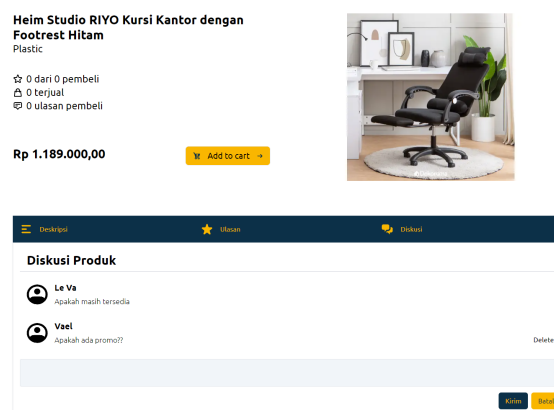 Heim Studio RIYO Kursi Kantor dengan
Footrest Hitam
Plastic
0 dari 0 pembeli
0 terjual
0 ulasan pembeli
Rp 1.189.000,00
Add to cart →
Deskripsi
Ulasan
Diskusi
Diskusi Produk
Le Va
Apakah masih tersedia
Vael
Apakah ada promo??
Delete
Kirim
Batal